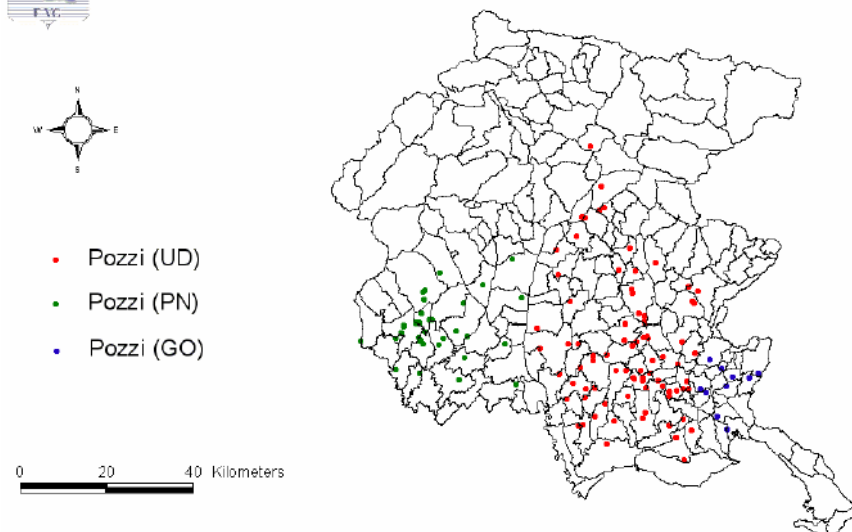 N
W E
S
Pozzi (UD)
Pozzi (PN)
Pozzi (GO)
0 20 40 Kilometers